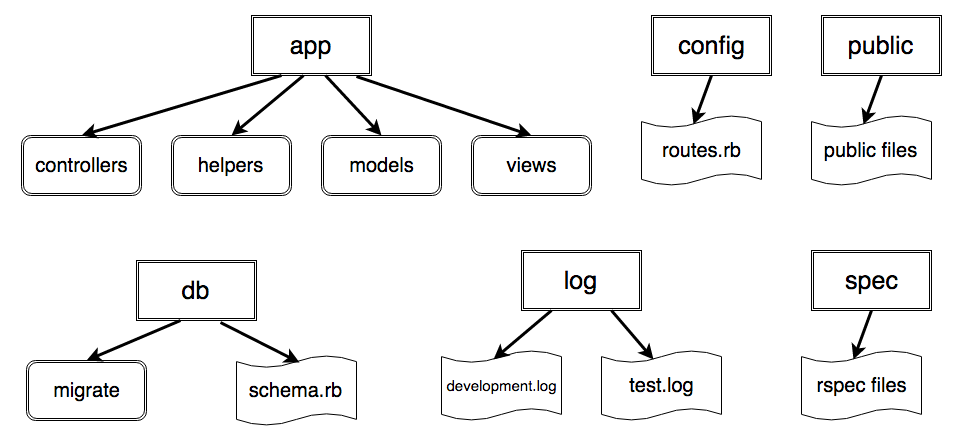 app
config
public
controllers
helpers
models
views
routes.rb
public files
db
log
spec
migrate
schema.rb
development.log
test.log
rspec files